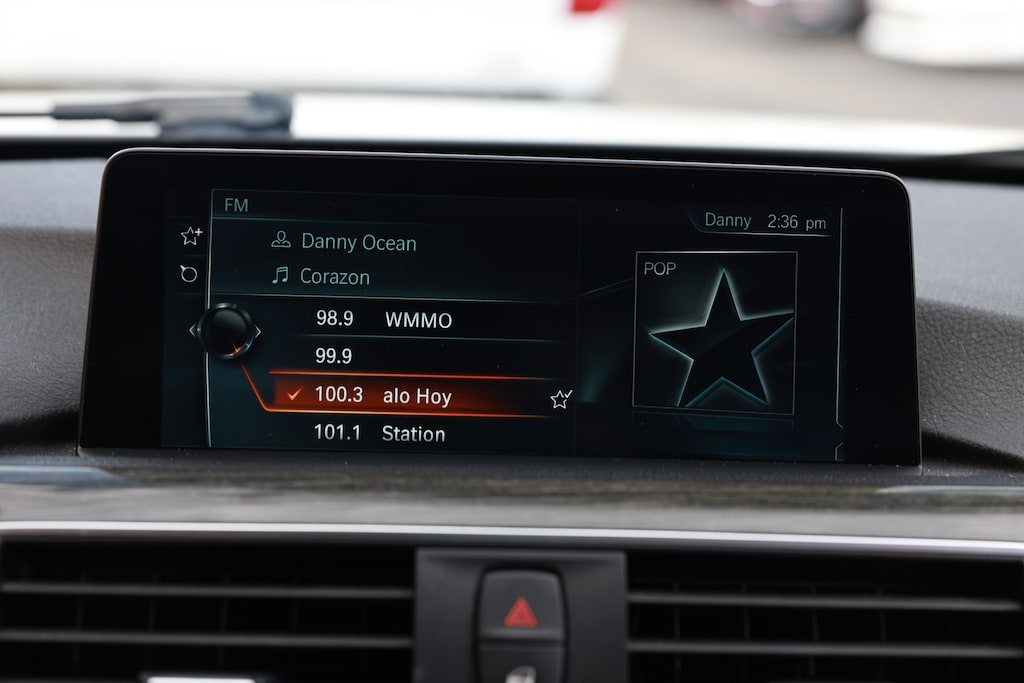 FM
Danny 2:36 pm
Danny Ocean
Corazon
POP
98.9 WMMO
99.9
100.3 alo Hoy
101.1 Station